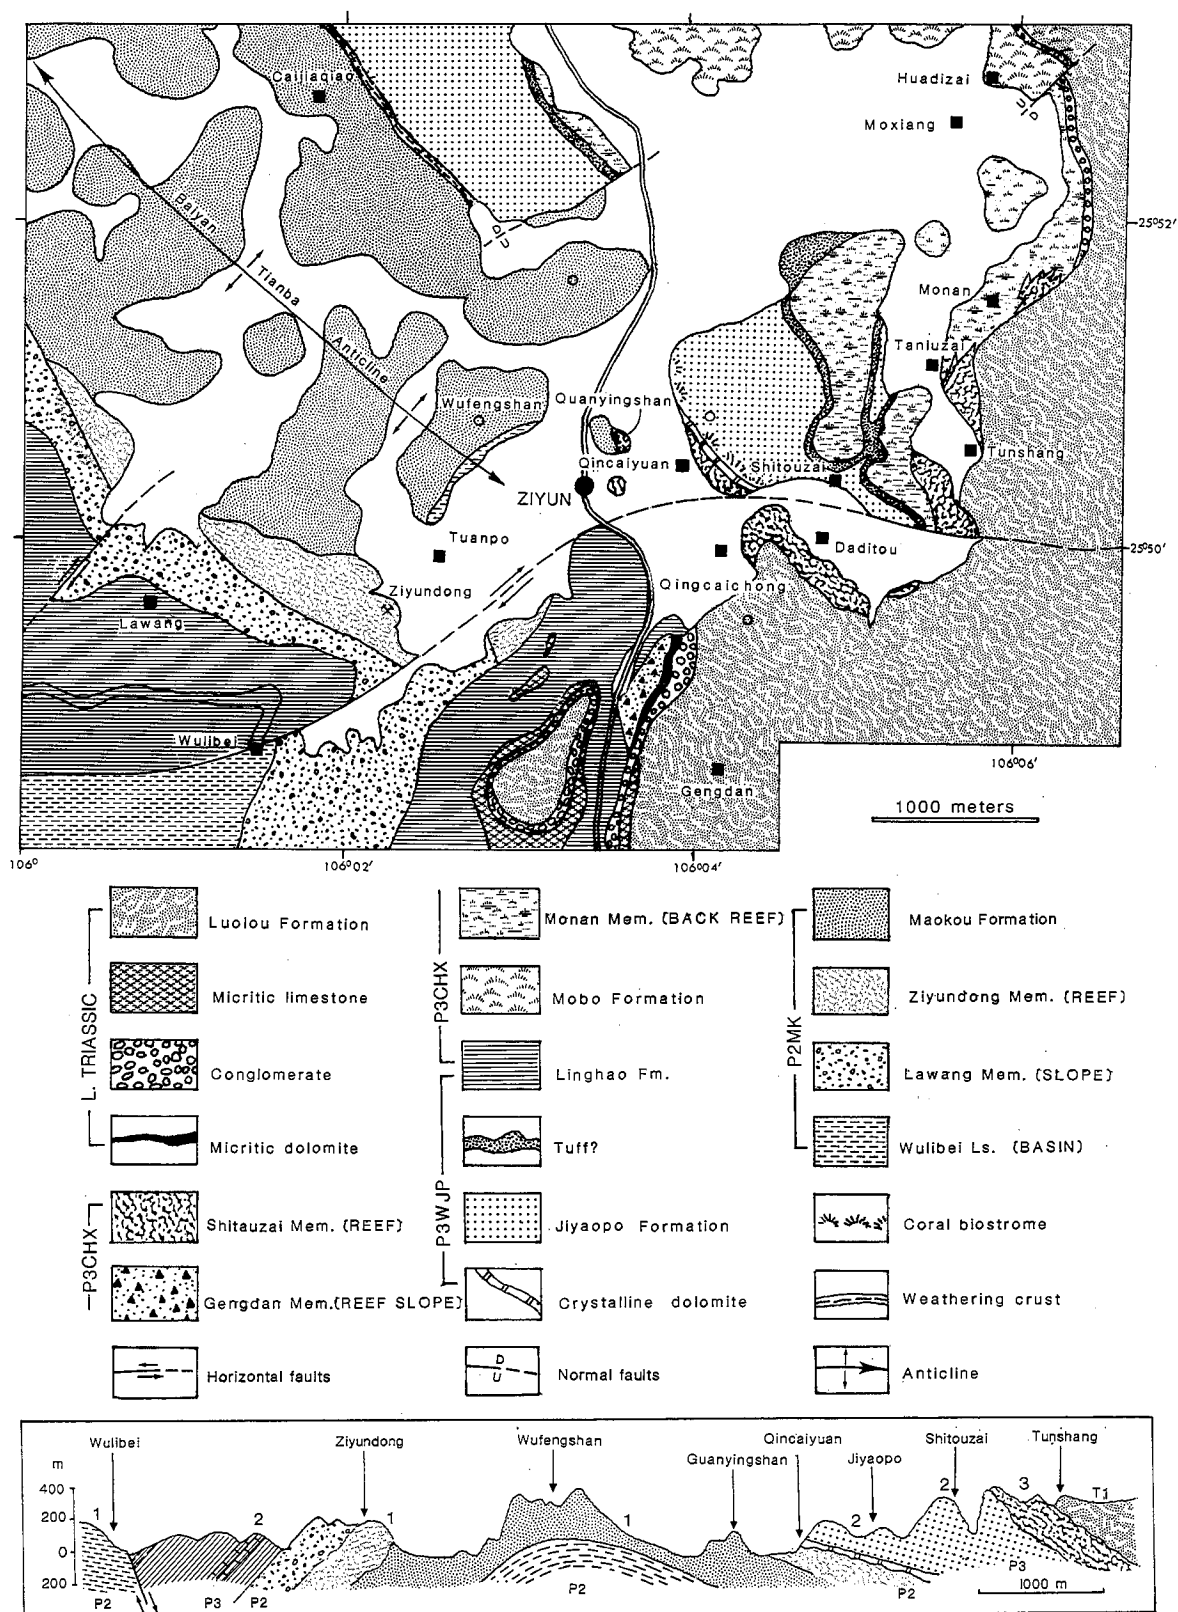 Caijiaqiao
Huadizai
U
D
Moxiang
Baiyan
D
U
25°52'
Tianba
Monan
Anticline
Taniuzai
Wufengshan
Quanyingshan
Qincaiyuan
Shitouzai
Tunshang
ZIYUN
Tuanpo
Daditou
25°50'
Ziyundong
Qingcaichong
Lawang
Wulibei
Gengdan
106°06'
1000 meters
106°
106°02'
106°04'
L. TRIASSIC
Luolou Formation
Micritic limestone
Conglomerate
Micritic dolomite
P3CHX
Shitauzai Mem. (REEF)
Gengdan Mem.(REEF SLOPE)
Horizontal faults
P3CHX
Monan Mem. (BACK REEF)
Mobo Formation
Linghao Fm.
P3WJP
Tuff?
Jiyaopo Formation
Crystalline dolomite
D
U
Normal faults
P2MK
Maokou Formation
Ziyundong Mem. (REEF)
Lawang Mem. (SLOPE)
Wulibei Ls. (BASIN)
Coral biostrome
Weathering crust
Anticline
Wulibei
Ziyundong
Wufengshan
Qincaiyuan
Shitouzai
Tunshang
Guanyingshan
Jiyaopo
m
400
200
0
200
1
2
1
1
2
2
3
T1
P2
P3
P2
P2
P2
P3
1000 m